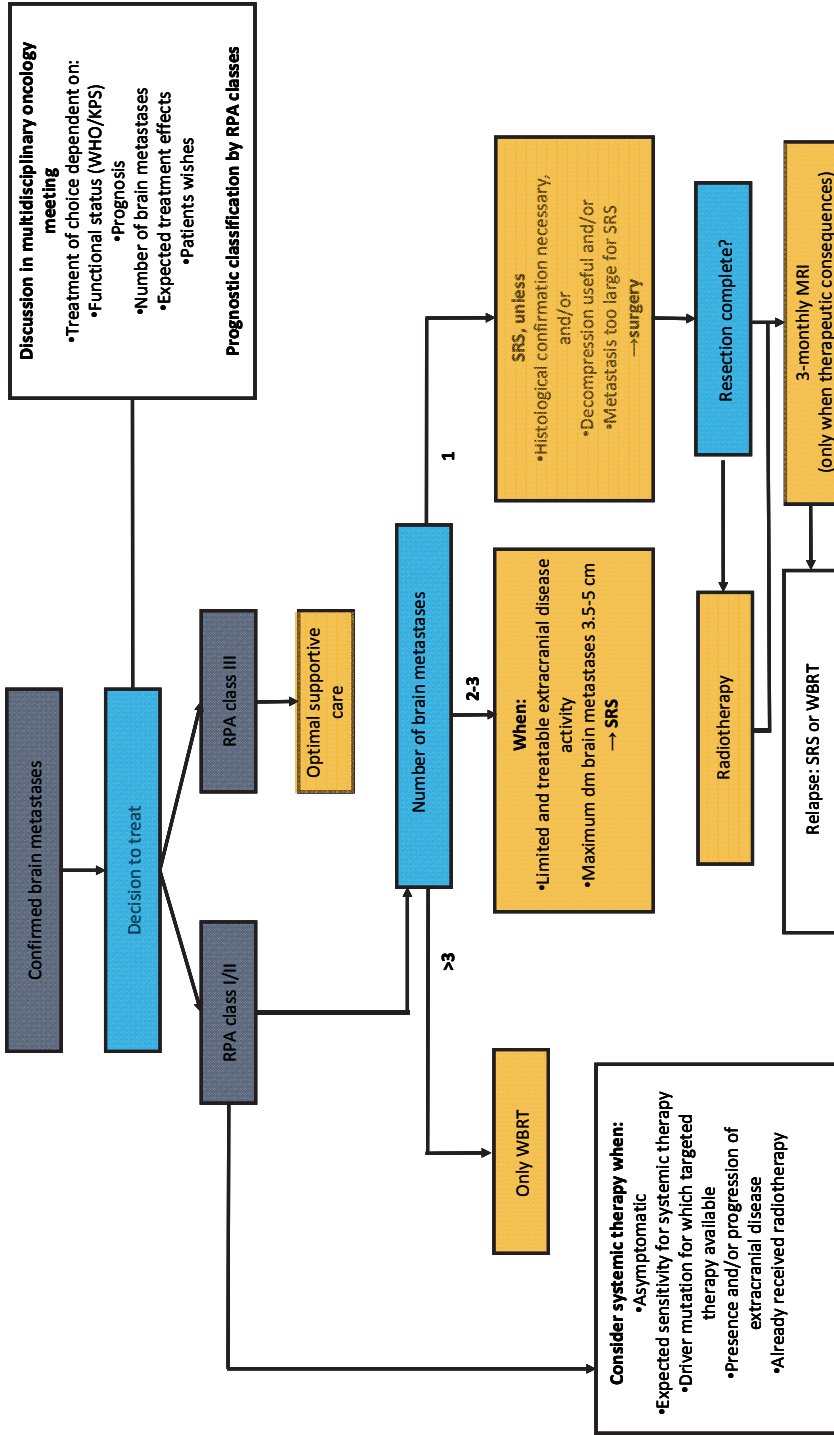 Confirmed brain metastases
Decision to treat
Discussion in multidisciplinary oncology
meeting
•Treatment of choice dependent on:
•Functional status (WHO/KPS)
•Prognosis
•Number of brain metastases
•Expected treatment effects
•Patients wishes
Prognostic classification by RPA classes
RPA class I/II
RPA class III
Optimal supportive
care
Number of brain metastases
>3
2-3
1
Only WBRT
When:
•Limited and treatable extracranial disease
activity
•Maximum dm brain metastases 3.5-5 cm
→ SRS
SRS, unless
•Histological confirmation necessary,
and/or
•Decompression useful and/or
•Metastasis too large for SRS
→surgery
Consider systemic therapy when:
•Asymptomatic
•Expected sensitivity for systemic therapy
•Driver mutation for which targeted
therapy available
•Presence and/or progression of
extracranial disease
•Already received radiotherapy
Radiotherapy
Resection complete?
Relapse: SRS or WBRT
3-monthly MRI
(only when therapeutic consequences)